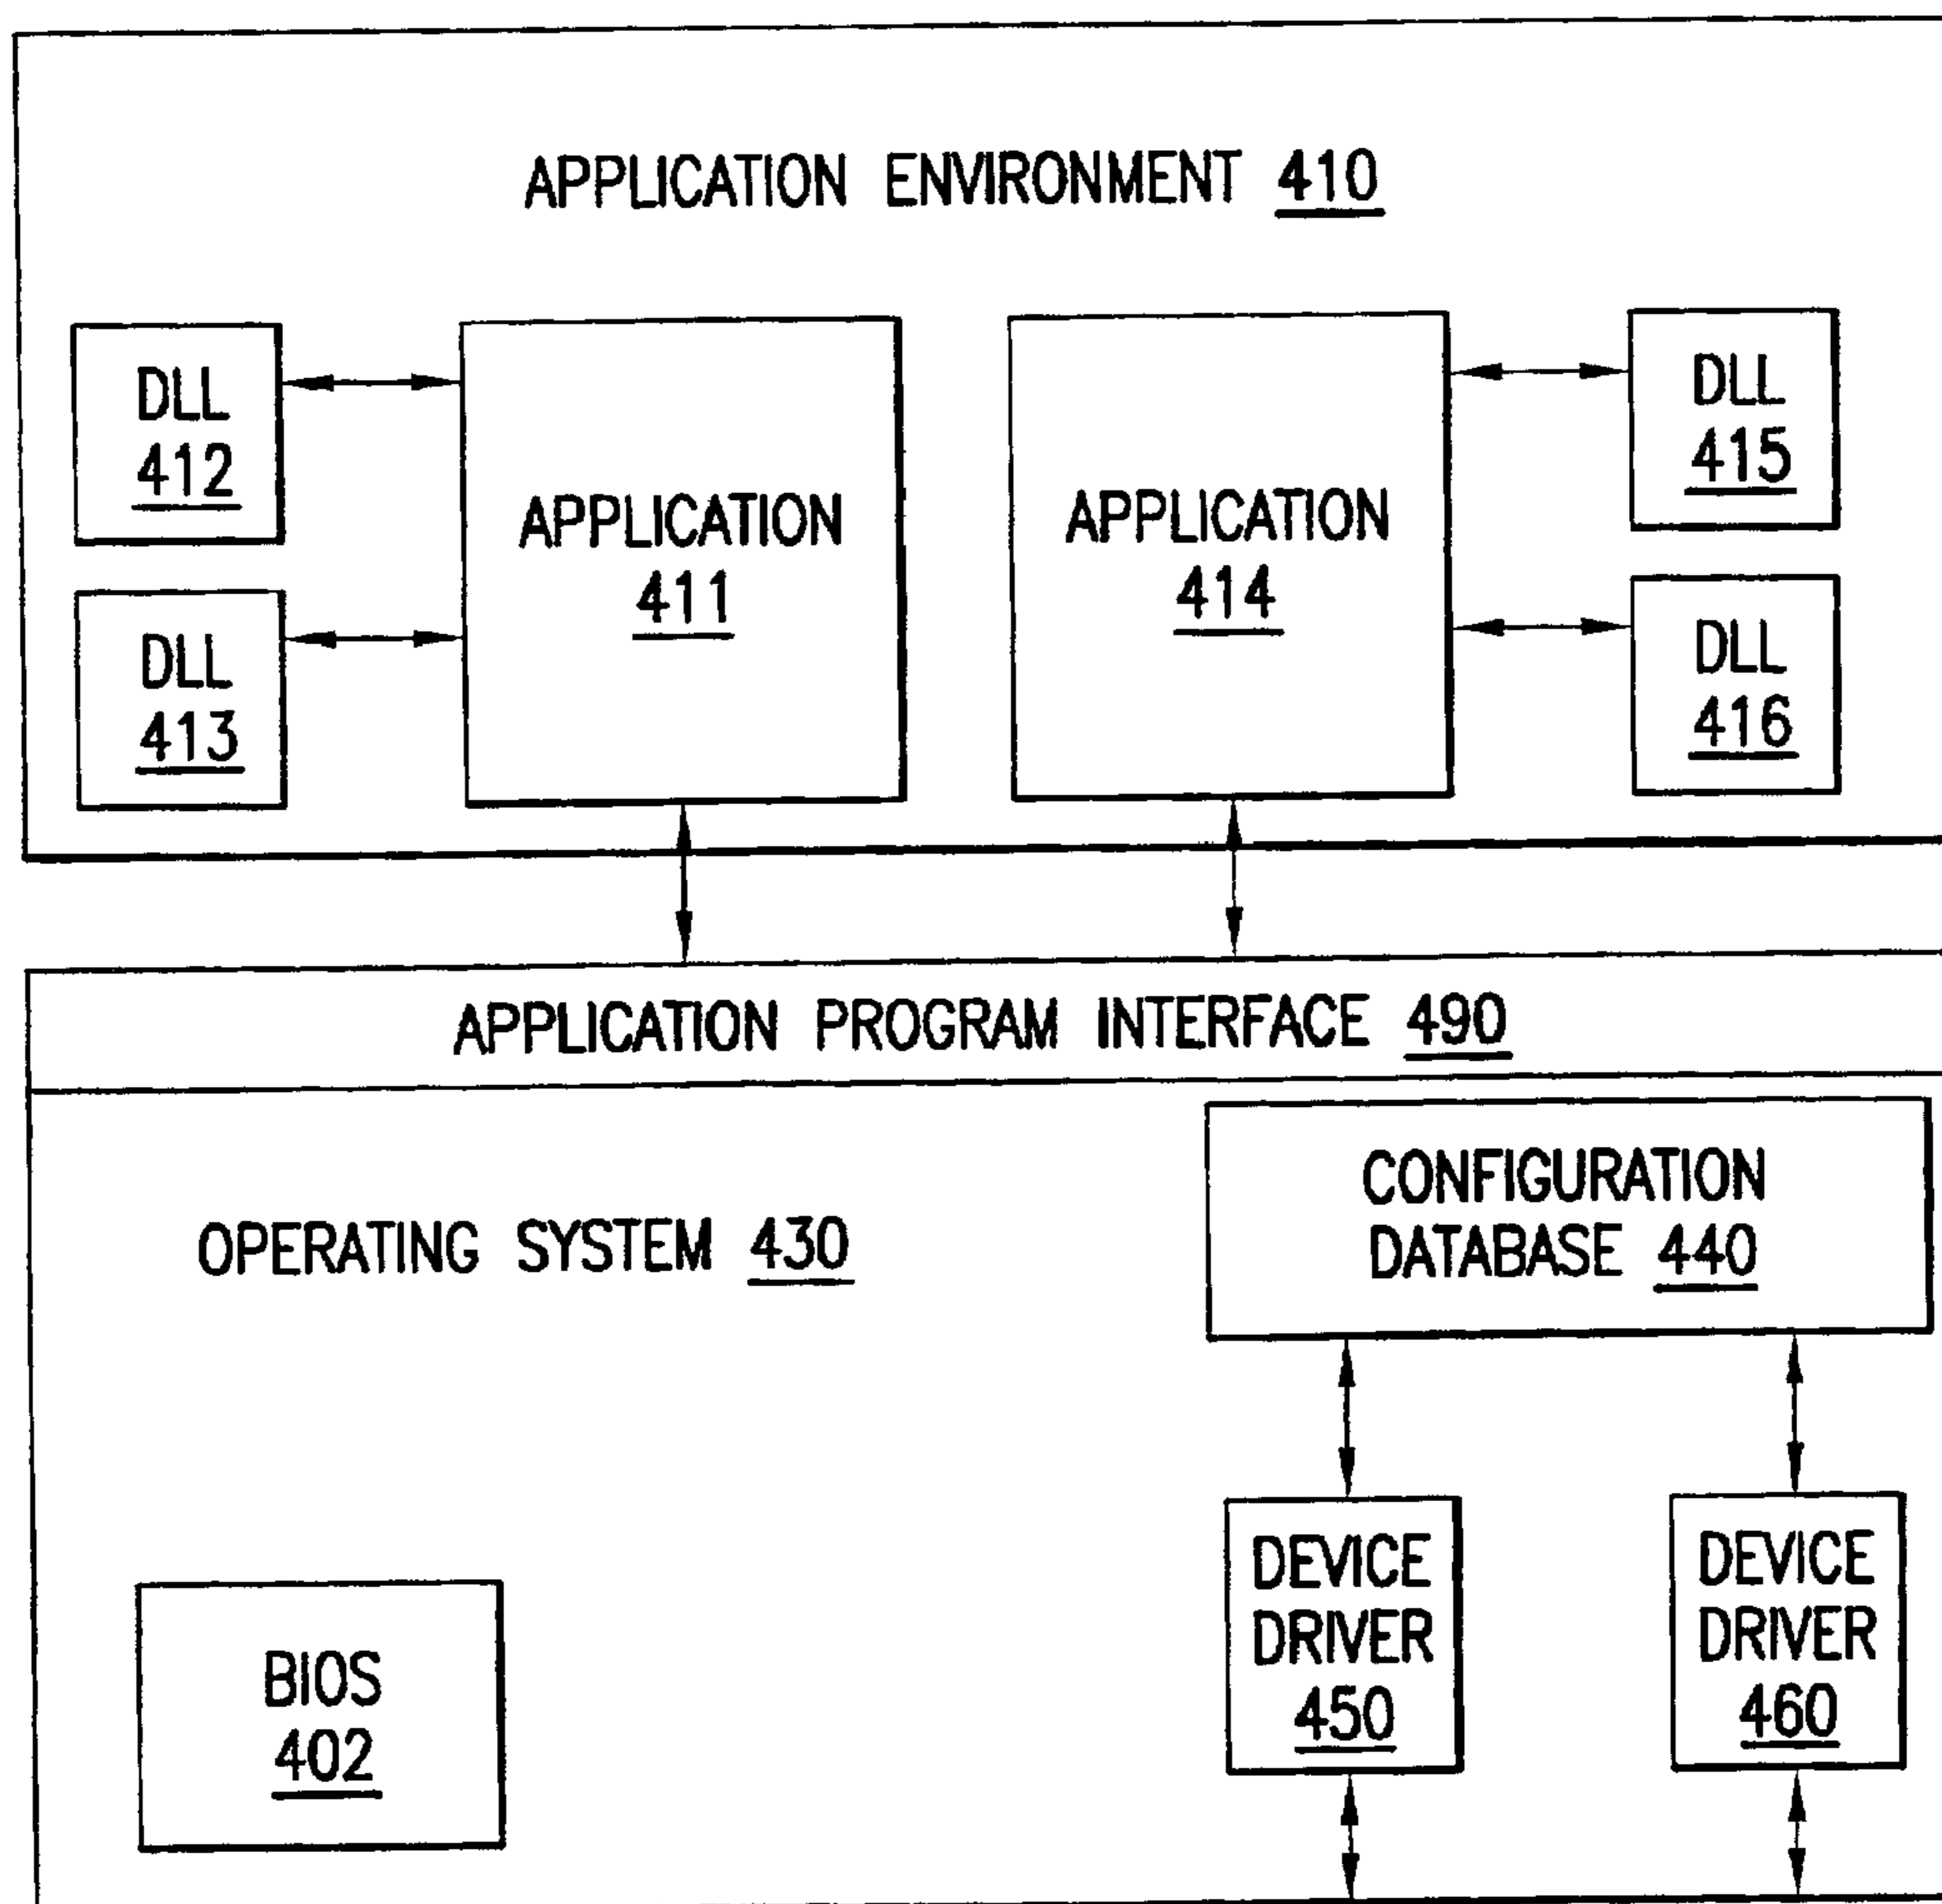 APPLICATION ENVIRONMENT 410
DLL
412
DLL
413
APPLICATION
411
APPLICATION
414
DLL
415
DLL
416
APPLICATION PROGRAM INTERFACE 490
OPERATING SYSTEM 430
CONFIGURATION
DATABASE 440
BIOS
402
DEVICE
DRIVER
450
DEVICE
DRIVER
460